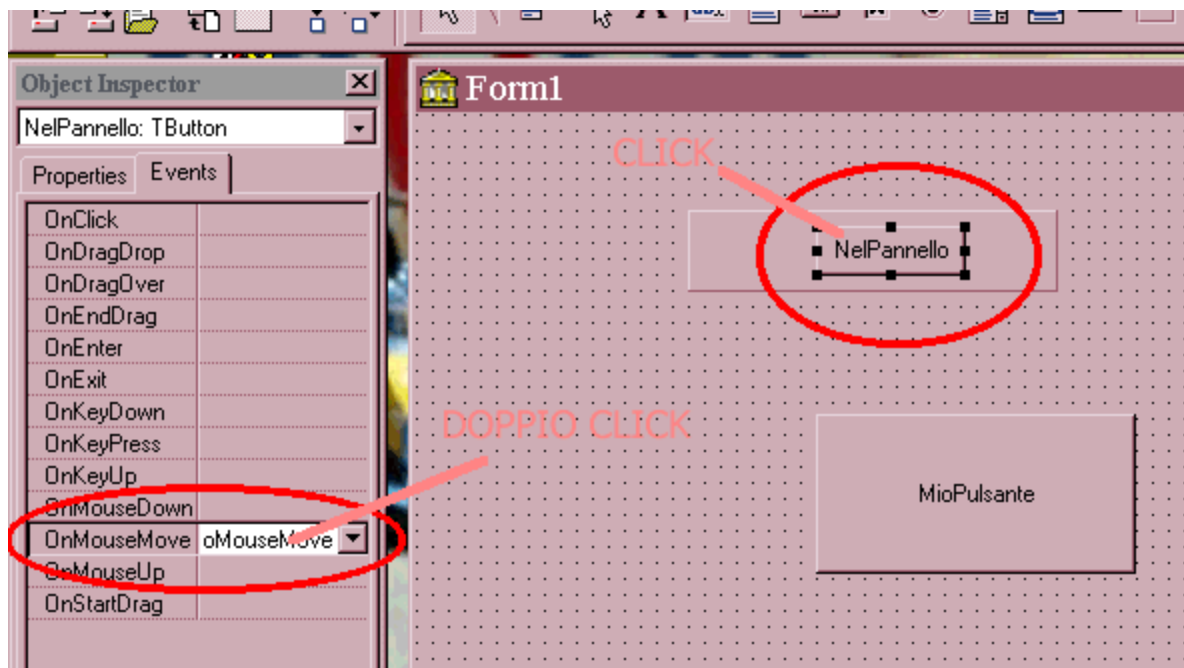 Object Inspector
NelPannello: TButton
Properties
Events
OnClick
OnDragDrop
OnDragOver
OnEndDrag
OnEnter
OnExit
OnKeyDown
OnKeyPress
OnKeyUp
OnMouseDown
OnMouseMove oMouseMove
OnMouseUp
OnStartDrag
Form1
CLICK
NelPannello
DOPPIO CLICK
MioPulsante